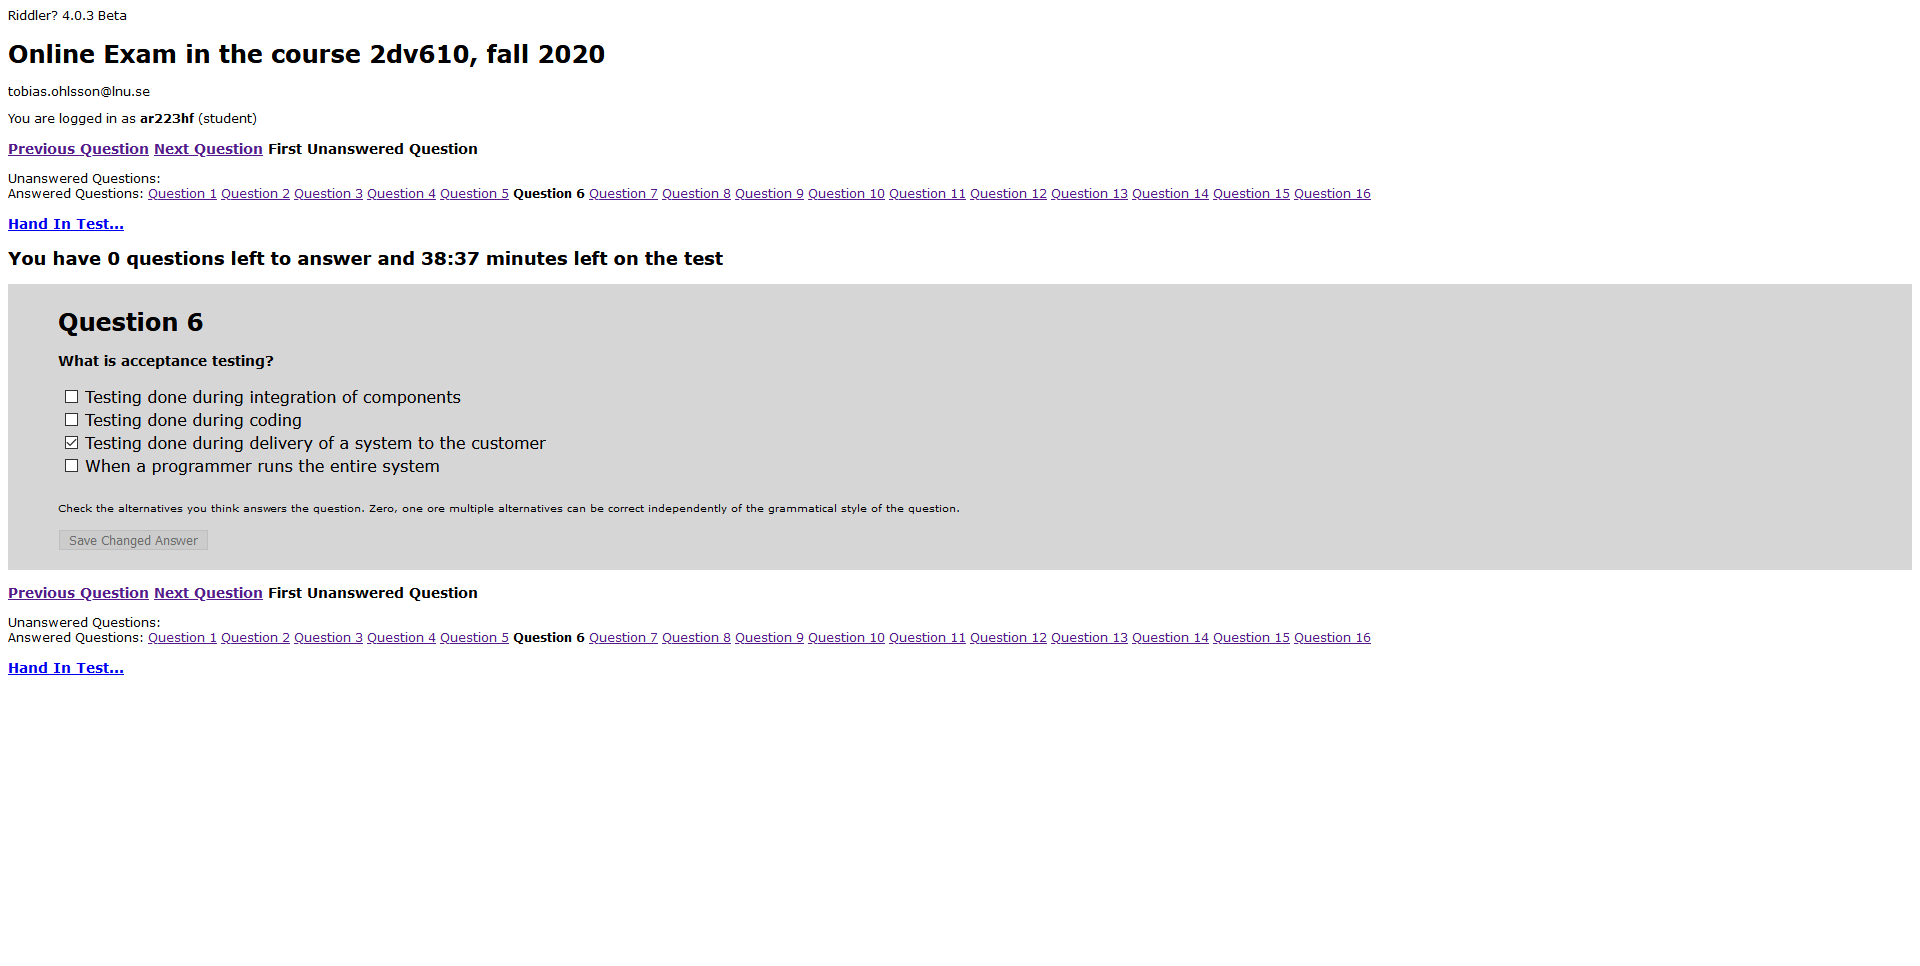 Riddler? 4.0.3 Beta
Online Exam in the course 2dv610, fall 2020
tobias.ohlsson@lnu.se
You are logged in as ar223hf (student)
Previous Question Next Question First Unanswered Question
Unanswered Questions:
Answered Questions: Question 1 Question 2 Question 3 Question 4 Question 5 Question 6 Question 7 Question 8 Question 9 Question 10 Question 11 Question 12 Question 13 Question 14 Question 15 Question 16
Hand In Test...
You have 0 questions left to answer and 38:37 minutes left on the test
Question 6
What is acceptance testing?
Testing done during integration of components
Testing done during coding
Testing done during delivery of a system to the customer
When a programmer runs the entire system
Check the alternatives you think answers the question. Zero, one ore multiple alternatives can be correct independently of the grammatical style of the question.
Save Changed Answer
Previous Question Next Question First Unanswered Question
Unanswered Questions:
Answered Questions: Question 1 Question 2 Question 3 Question 4 Question 5 Question 6 Question 7 Question 8 Question 9 Question 10 Question 11 Question 12 Question 13 Question 14 Question 15 Question 16
Hand In Test...